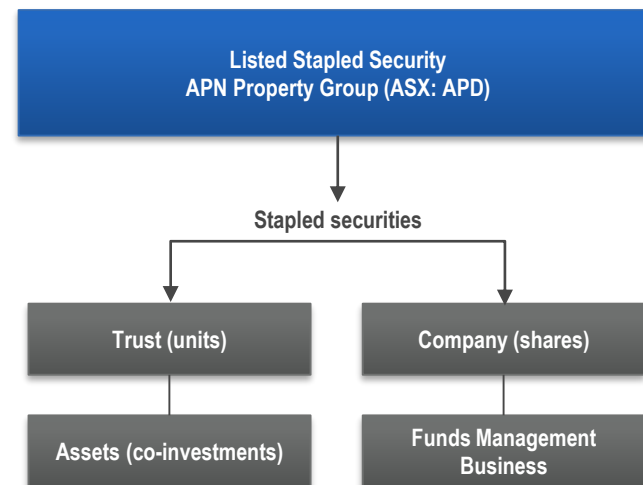 Listed Stapled Security
APN Property Group (ASX: APD)
Stapled securities
Trust (units)
Company (shares)
Assets (co-investments)
Funds Management
Business